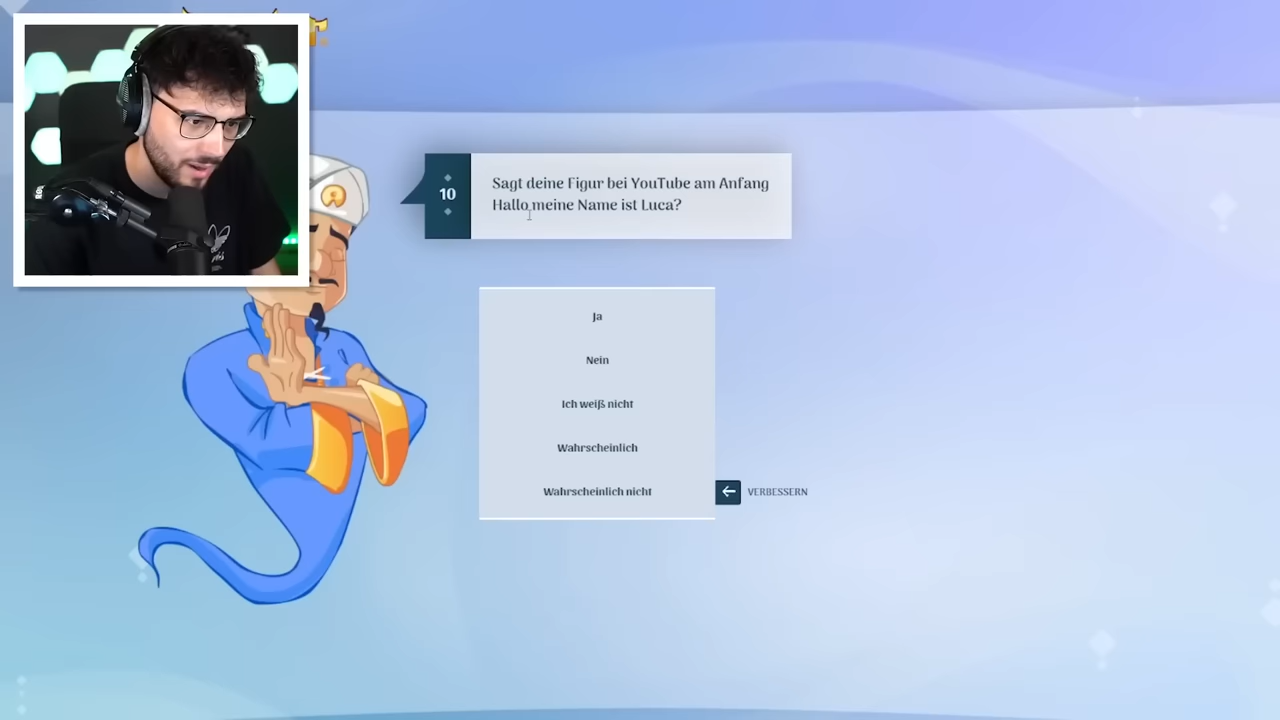 10
Sagt deine Figur bei YouTube am Anfang
Hallo meine Name ist Luca?
Ja
Nein
Ich weiß nicht
Wahrscheinlich
Wahrscheinlich nicht
VERBESSERN